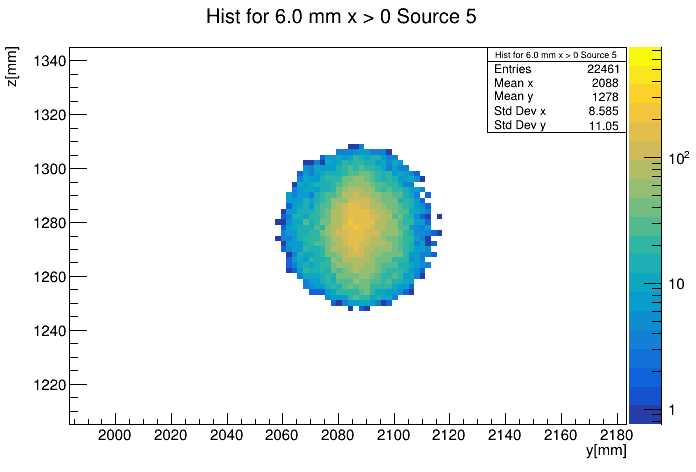 Hist for 6.0 mm x > 0 Source 5
z[mm]
1340
1320
1300
1280
1260
1240
1220
Hist for 6.0 mm x > 0 Source 5
Entries 22461
Mean x 2088
Mean y 1278
Std Dev x 8.585
Std Dev y 11.05
10²
10
1
2000 2020 2040 2060 2080 2100 2120 2140 2160 2180
y[mm]